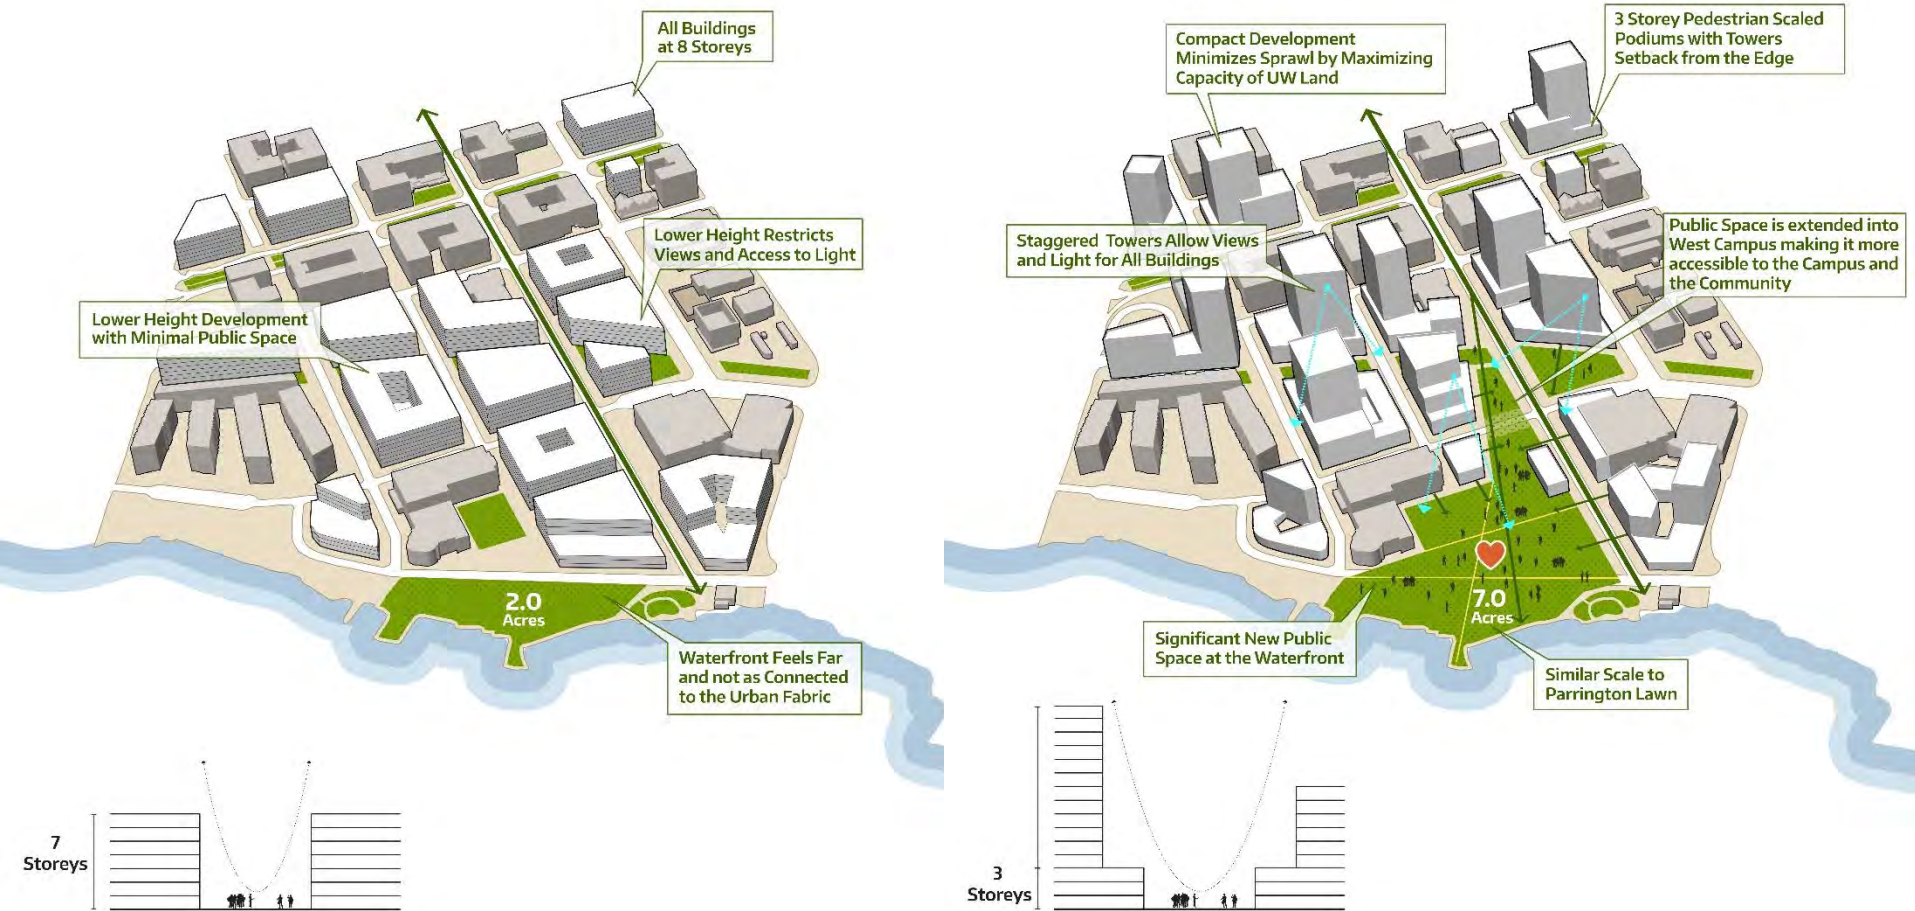 All Buildings
at 8 Storeys
Lower Height Restricts
Views and Access to Light
Lower Height Development
with Minimal Public Space
2.0
Acres
Waterfront Feels Far
and not as Connected
to the Urban Fabric
7
Storeys
Compact Development
Minimizes Sprawl by Maximizing
Capacity of UW Land
3 Storey Pedestrian Scaled
Podiums with Towers
Setback from the Edge
Staggered Towers Allow Views
and Light for All Buildings
Public Space is extended into
West Campus making it more
accessible to the Campus and
the Community
7.0
Acres
Significant New Public
Space at the Waterfront
Similar Scale to
Parrington Lawn
3
Storeys